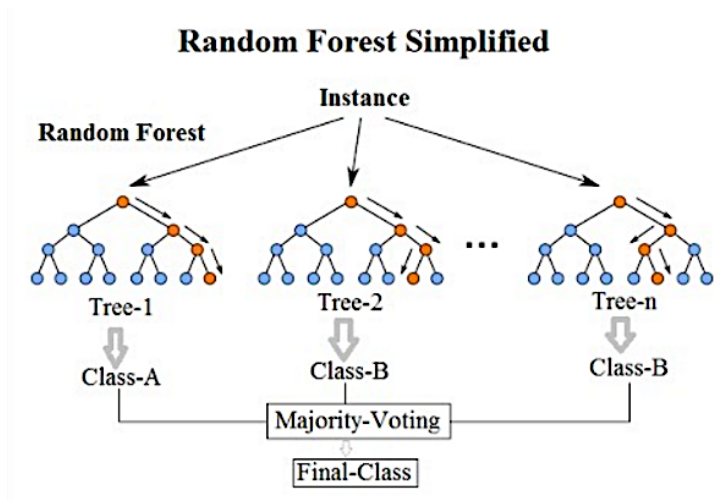 Random Forest Simplified
Instance
Random Forest
...
Tree-1
Tree-2
Tree-n
Class-A
Class-B
Class-B
Majority-Voting
Final-Class